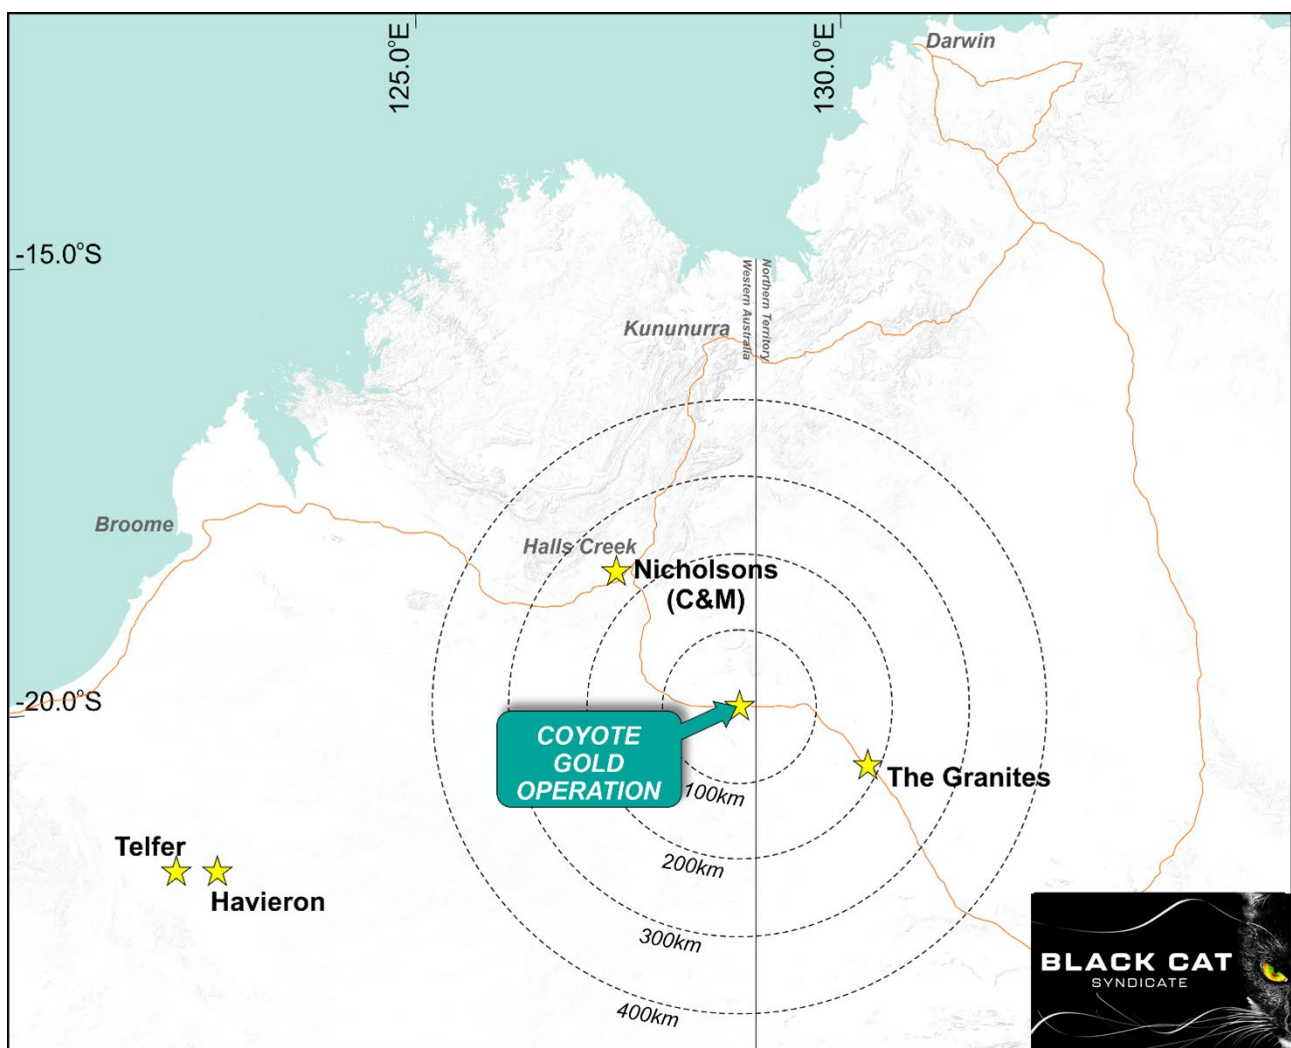 125.0°E
130.0°E
Darwin
-15.0°S
Northern Territory
Western Australia
Kununurra
Broome
Halls Creek
Nicholsons
(C&M)
-20.0°S
COYOTE
GOLD
OPERATION
The Granites
100km
Telfer
200km
Havieron
300km
400km
BLACK CAT
SYNDICATE